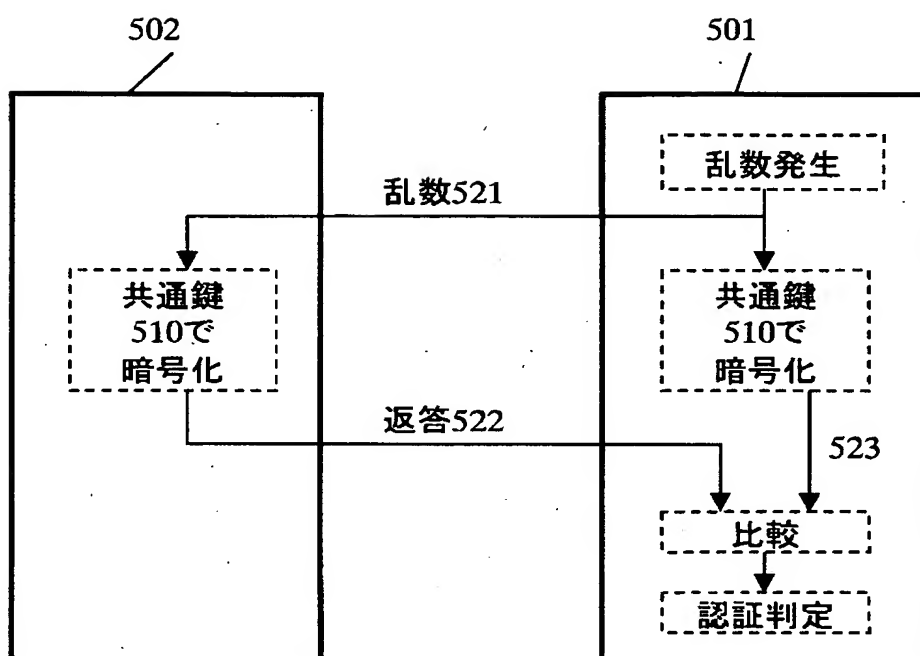 502
501
乱数発生
乱数521
共通鍵
510で
暗号化
共通鍵
510で
暗号化
返答522
523
比較
認証判定